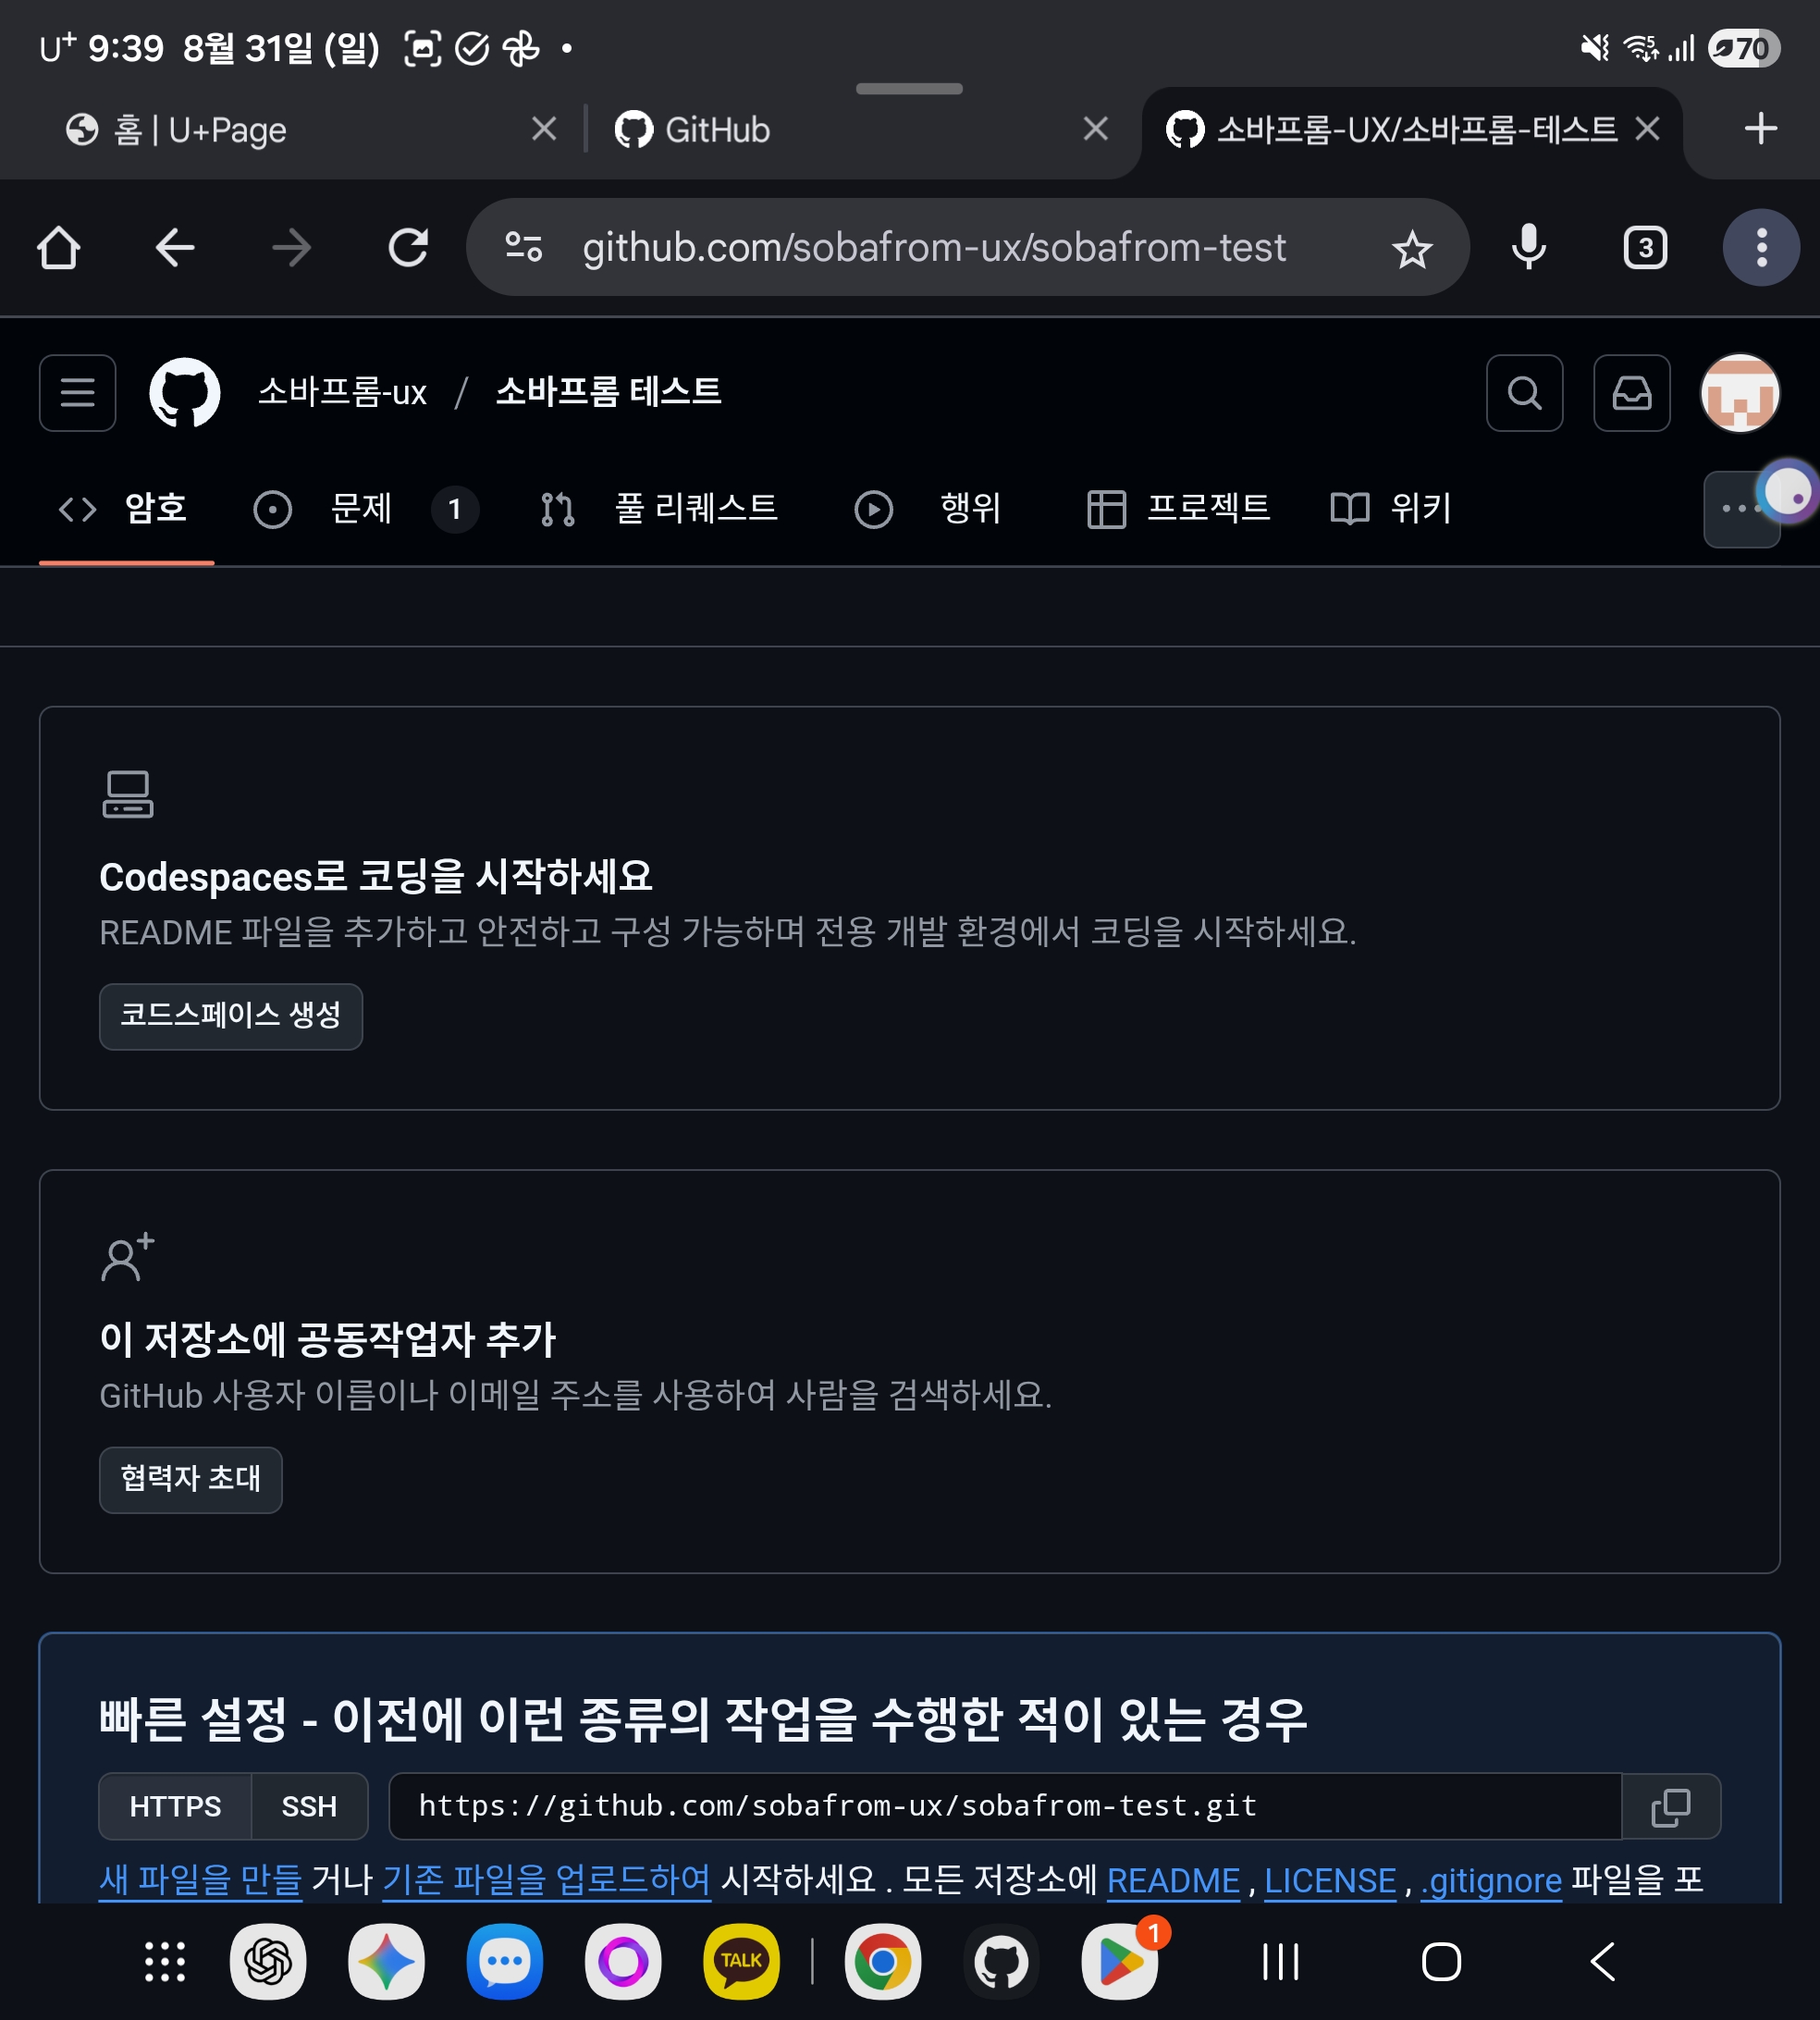 U+ 9:39 8월 31일 (일) 70
홈 | U+Page
GitHub
소바프롬-UX/소바프롬-테스트
github.com/sobafrom-ux/sobafrom-test
3
소바프롬-ux / 소바프롬 테스트
암호 문제 1 풀 리퀘스트 행위 프로젝트 위키
Codespaces로 코딩을 시작하세요
README 파일을 추가하고 안전하고 구성 가능하며 전용 개발 환경에서 코딩을 시작하세요.
코드스페이스 생성
이 저장소에 공동작업자 추가
GitHub 사용자 이름이나 이메일 주소를 사용하여 사람을 검색하세요.
협력자 초대
빠른 설정 - 이전에 이런 종류의 작업을 수행한 적이 있는 경우
HTTPS SSH https://github.com/sobafrom-ux/sobafrom-test.git
새 파일을 만들 거나 기존 파일을 업로드하여 시작하세요 . 모든 저장소에 README , LICENSE , .gitignore 파일을 포
TALK 1